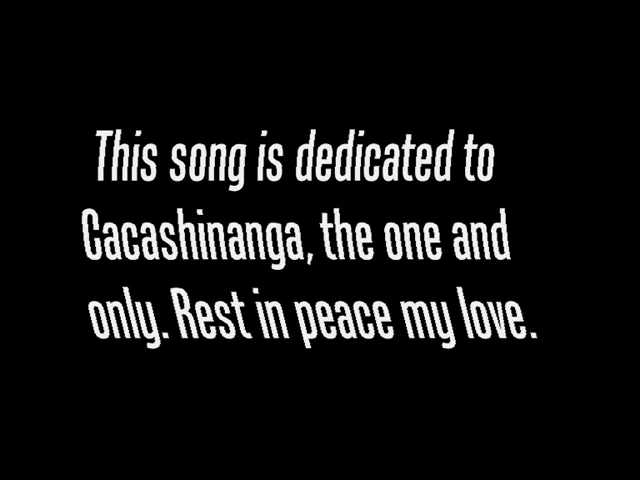 This song is dedicated to
Cacashinanga, the one and
only. Rest in peace my love.